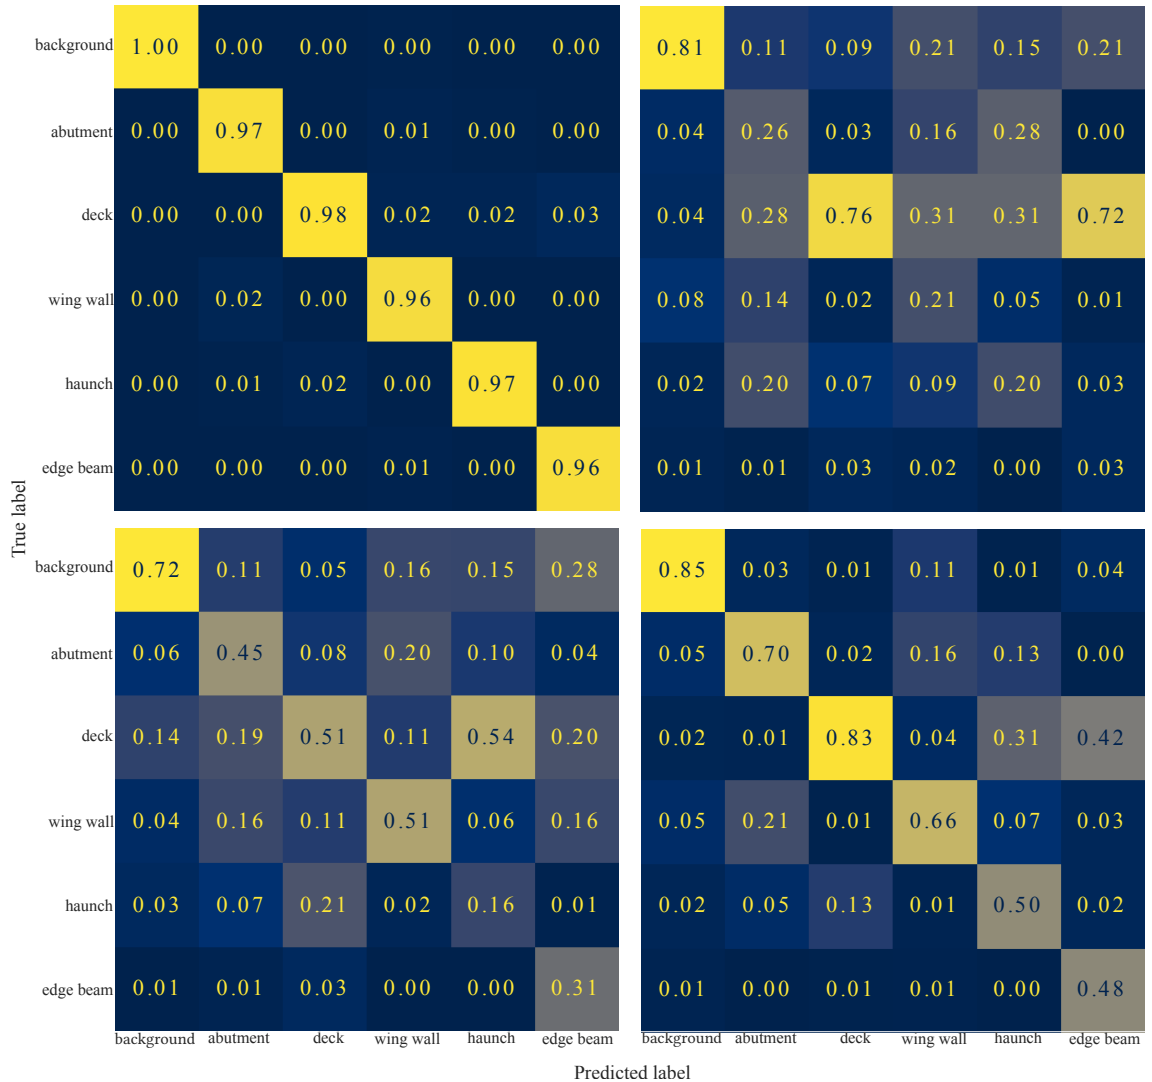 background 1.00 0.00 0.00 0.00 0.00 0.00 0.81 0.11 0.09 0.21 0.15 0.21
abutment 0.00 0.97 0.00 0.01 0.00 0.00 0.04 0.26 0.03 0.16 0.28 0.00
deck 0.00 0.00 0.98 0.02 0.02 0.03 0.04 0.28 0.76 0.31 0.31 0.72
wing wall 0.00 0.02 0.00 0.96 0.00 0.00 0.08 0.14 0.02 0.21 0.05 0.01
haunch 0.00 0.01 0.02 0.00 0.97 0.00 0.02 0.20 0.07 0.09 0.20 0.03
edge beam 0.00 0.00 0.00 0.01 0.00 0.96 0.01 0.01 0.03 0.02 0.00 0.03
True label
background 0.72 0.11 0.05 0.16 0.15 0.28 0.85 0.03 0.01 0.11 0.01 0.04
abutment 0.06 0.45 0.08 0.20 0.10 0.04 0.05 0.70 0.02 0.16 0.13 0.00
deck 0.14 0.19 0.51 0.11 0.54 0.20 0.02 0.01 0.83 0.04 0.31 0.42
wing wall 0.04 0.16 0.11 0.51 0.06 0.16 0.05 0.21 0.01 0.66 0.07 0.03
haunch 0.03 0.07 0.21 0.02 0.16 0.01 0.02 0.05 0.13 0.01 0.50 0.02
edge beam 0.01 0.01 0.03 0.00 0.00 0.31 0.01 0.00 0.01 0.01 0.00 0.48
background abutment deck wing wall haunch edge beam background abutment deck wing wall haunch edge beam
Predicted label